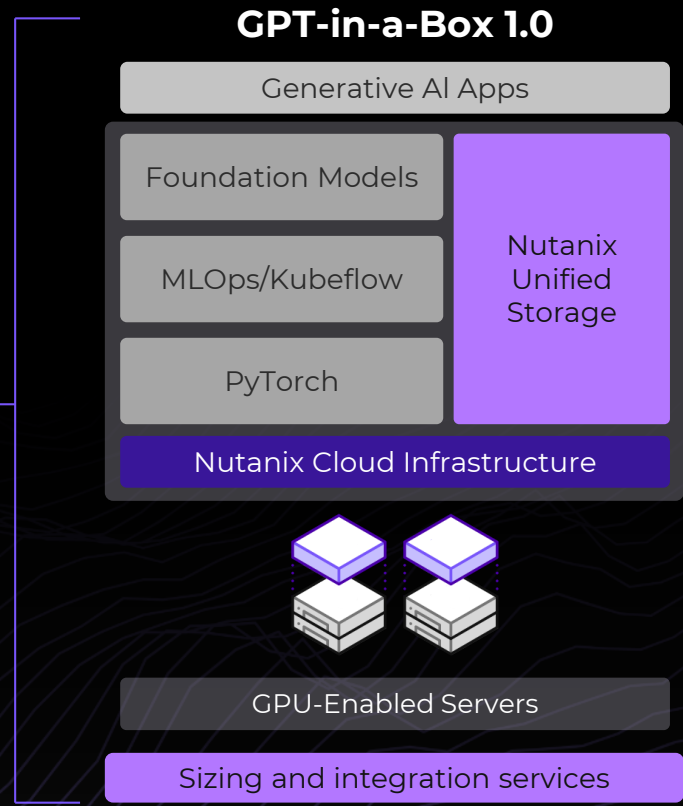 GPT-in-a-Box 1.0
Generative AI Apps
Foundation Models
MLOps/Kubeflow
PyTorch
Nutanix
Unified
Storage
Nutanix Cloud Infrastructure
GPU-Enabled Servers
Sizing and integration services